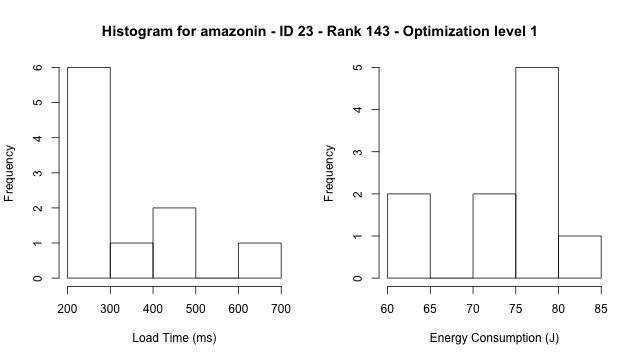 Histogram for amazonin - ID 23 - Rank 143 - Optimization level 1
Frequency
6
5
4
3
2
1
0
200 300 400 500 600 700
Load Time (ms)
Frequency
5
4
3
2
1
0
60 65 70 75 80 85
Energy Consumption (J)